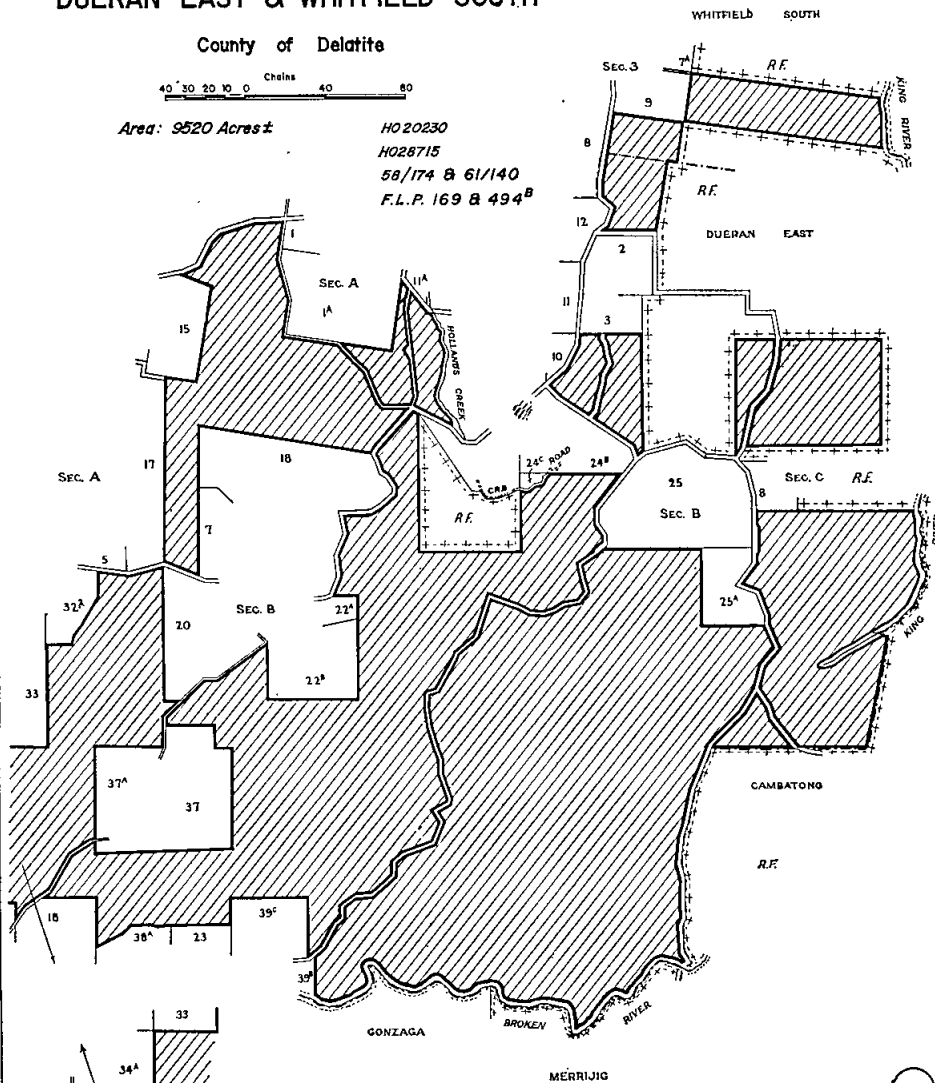 DUERAN EAST & WHITFIELD SOUTH
County of Delatite
Chains
40 30 20 10 0 40 80
Area: 9520 Acres±
HO20230
HO28715
58/174 & 61/140
F.L.P. 169 & 494B
WHITFIELD SOUTH
SEC. 3
7A
R.F.
KING RIVER
9
8
R.F.
12
DUERAN EAST
2
1
SEC. A
11A
1A
15
11
3
HOLLANDS CREEK
10
18
SEC. A
17
24C
ROAD
24B
C.R.B.
25
SEC. C
R.F.
8
R.F.
SEC. B
7
5
32A
SEC. B
22A
25A
20
KING
33
22B
37A
37
CAMBATONG
R.F.
18
39C
38A
23
39B
33
GONZAGA
BROKEN
RIVER
34A
MERRIJIG